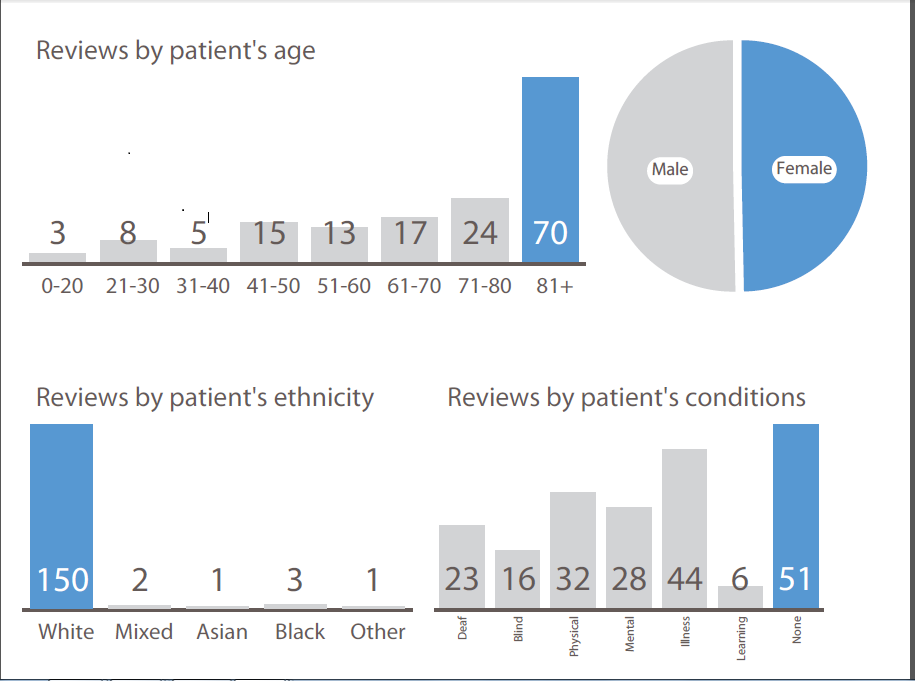 Reviews by patient's age
3 8 5 15 13 17 24 70
0-20 21-30 31-40 41-50 51-60 61-70 71-80 81+
Male Female
Reviews by patient's ethnicity
150 2 1 3 1
White Mixed Asian Black Other
Reviews by patient's conditions
23 16 32 28 44 6 51
Deaf Blind Physical Mental Illness Learning None